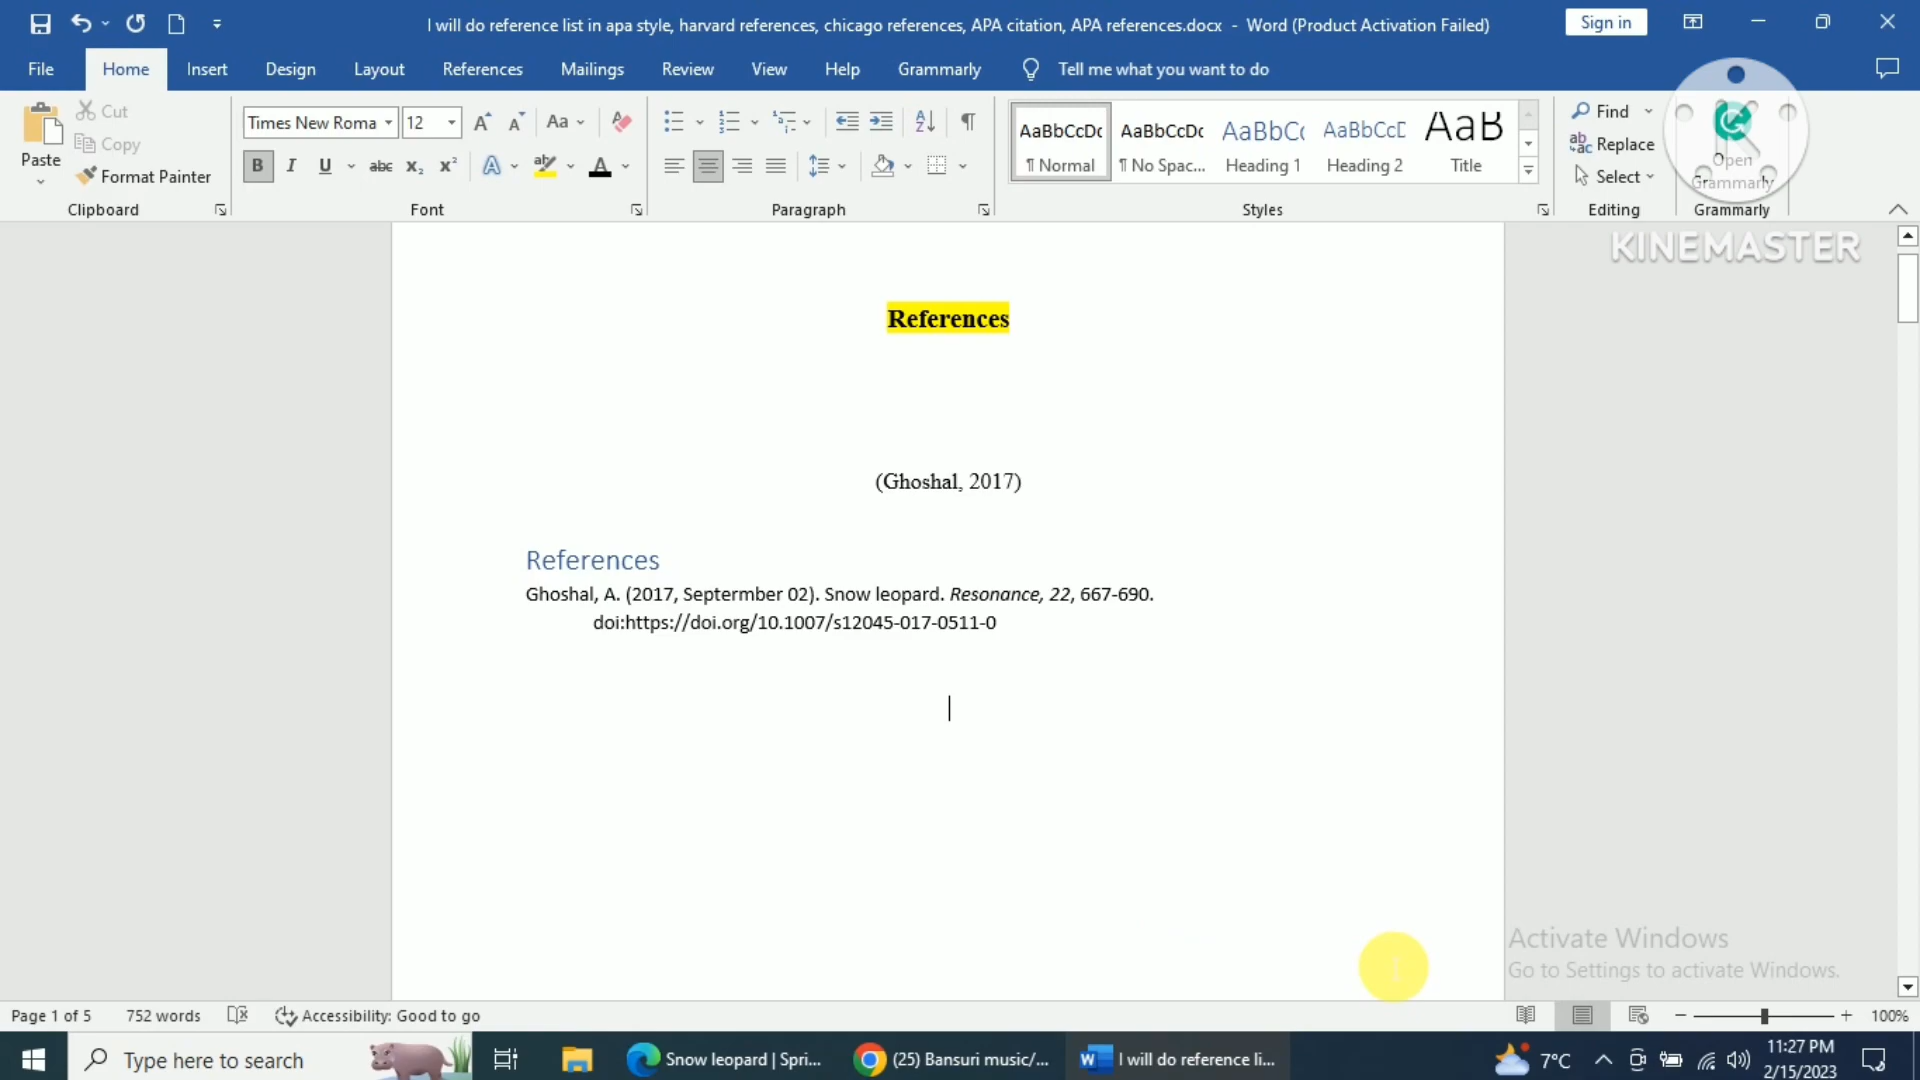 I will do reference list in apa style, harvard references, chicago references, APA citation, APA references.docx - Word (Product Activation Failed)
Sign in
File Home Insert Design Layout References Mailings Review View Help Grammarly Tell me what you want to do
Paste
Cut
Copy
Format Painter
Clipboard
Times New Roma 12
Aa
B I U abc x₂ x²
A A
Font
Paragraph
AaBbCcDc AaBbCcDc AaBbCc AaBbCcD AaB
¶ Normal ¶ No Spac... Heading 1 Heading 2 Title
Styles
Find
Replace
Select
Editing
Open
Grammarly
Grammarly
KINEMASTER
References
(Ghoshal, 2017)
References
Ghoshal, A. (2017, Septermber 02). Snow leopard. Resonance, 22, 667-690.
doi:https://doi.org/10.1007/s12045-017-0511-0
Activate Windows
Go to Settings to activate Windows.
Page 1 of 5 752 words Accessibility: Good to go 100%
Type here to search
Snow leopard | Spri...
(25) Bansuri music/...
I will do reference li...
7°C
11:27 PM
2/15/2023